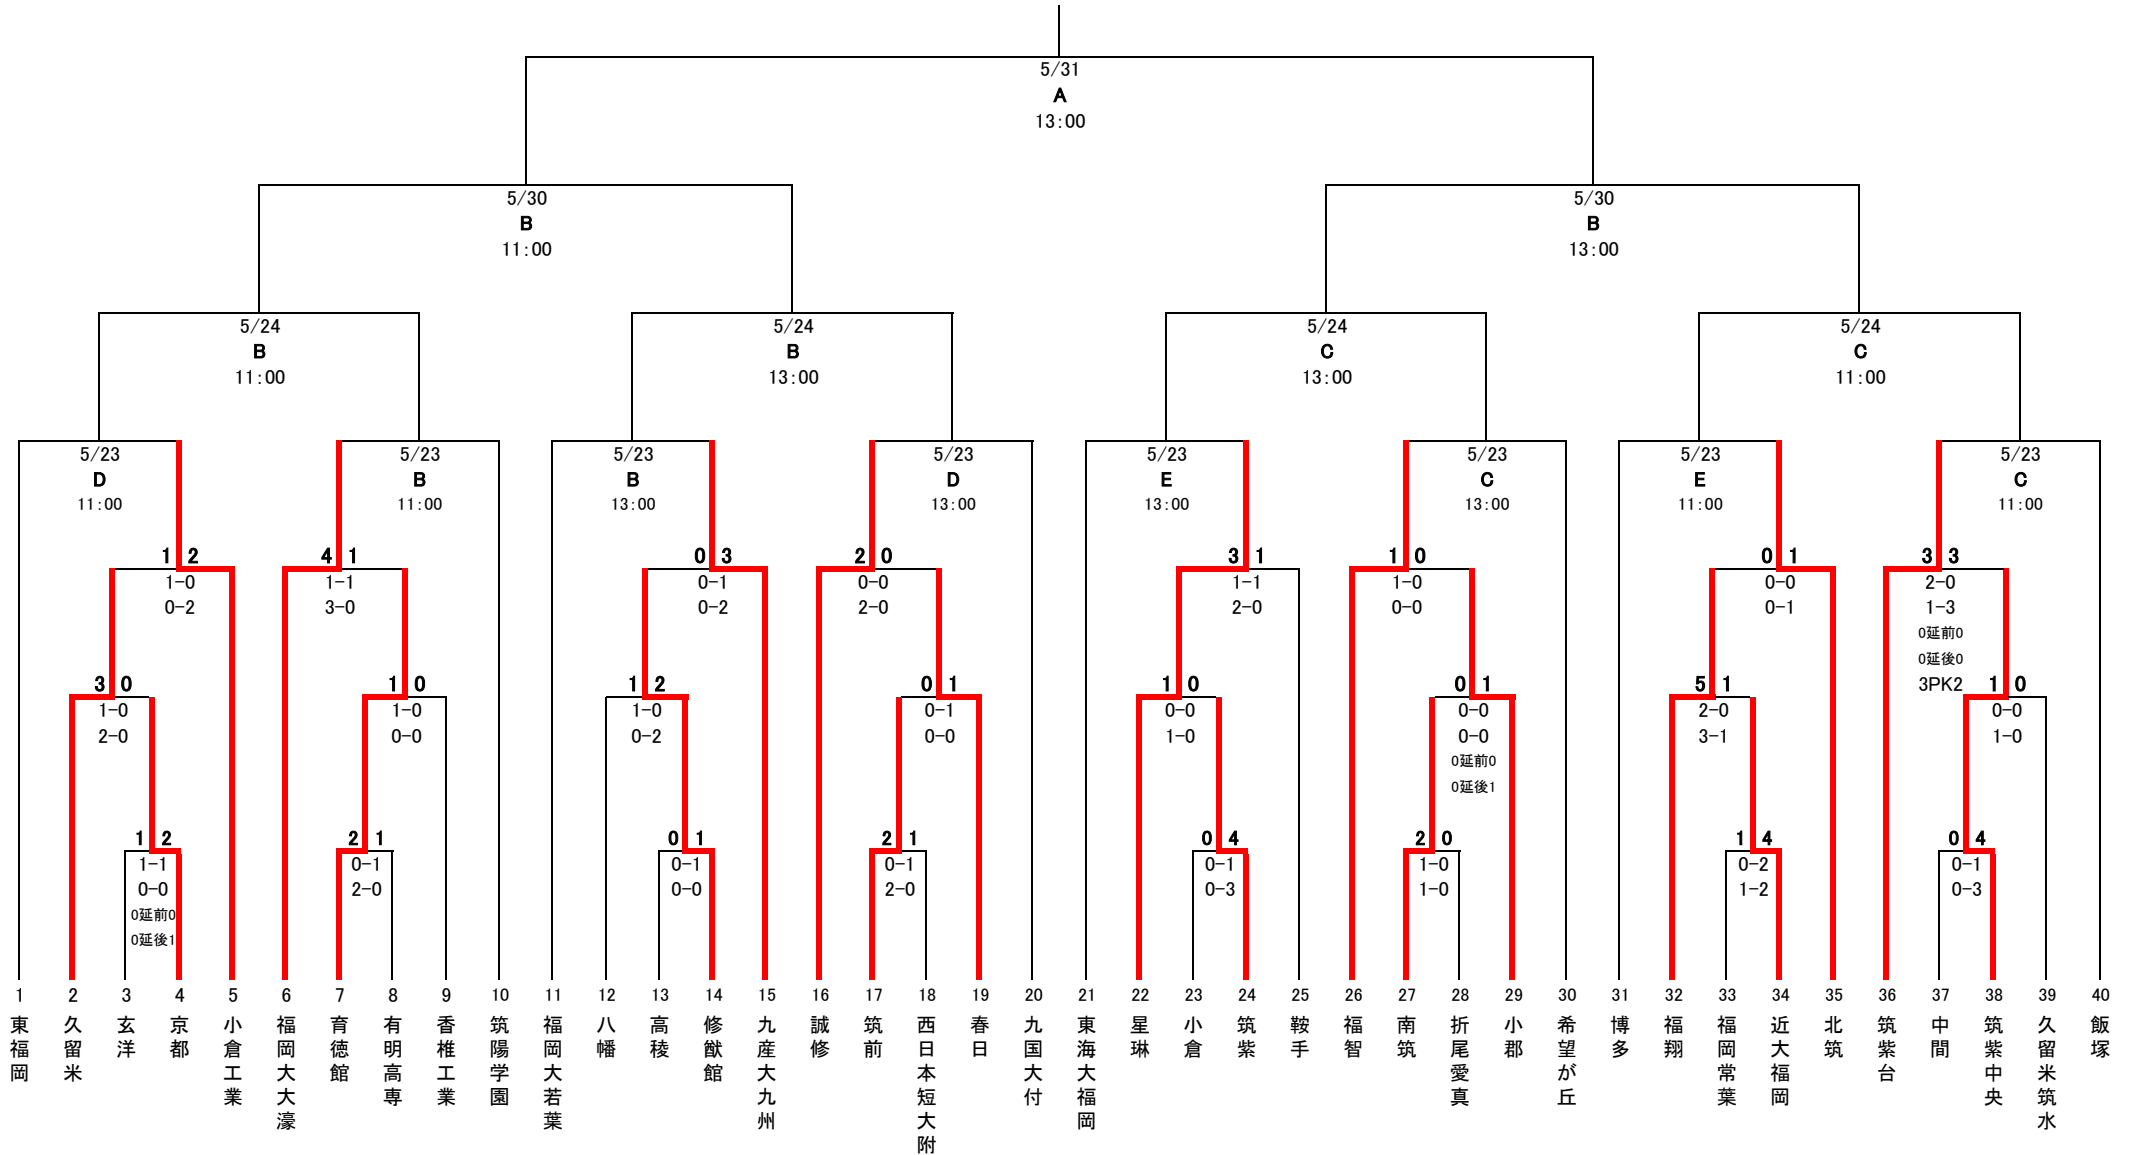 5/31
A
13:00
5/30
B
11:00
5/30
B
13:00
5/24
B
11:00
5/24
B
13:00
5/24
C
13:00
5/24
C
11:00
5/23
D
11:00
5/23
B
11:00
5/23
B
13:00
5/23
D
13:00
5/23
E
13:00
5/23
C
13:00
5/23
E
11:00
5/23
C
11:00
1 2
1-0
0-2
4 1
1-1
3-0
0 3
0-1
0-2
2 0
0-0
2-0
3 1
1-1
2-0
1 0
1-0
0-0
0 1
0-0
0-1
3 3
2-0
1-3
0延前0
0延後0
3PK2
3 0
1-0
2-0
1 0
1-0
0-0
1 2
1-0
0-2
0 1
0-1
0-0
1 0
0-0
1-0
0 1
0-0
0-0
0延前0
0延後1
5 1
2-0
3-1
1 0
0-0
1-0
1 2
1-1
0-0
0延前0
0延後1
2 1
0-1
2-0
0 1
0-1
0-0
2 1
0-1
2-0
0 4
0-1
0-3
2 0
1-0
1-0
1 4
0-2
1-2
0 4
0-1
0-3
1 東福岡
2 久留米
3 玄洋
4 京都
5 小倉工業
6 福岡大大濠
7 育徳館
8 有明高専
9 香椎工業
10 筑陽学園
11 福岡大若葉
12 八幡
13 高稜
14 修猷館
15 九産大九州
16 誠修
17 筑前
18 西日本短大附
19 春日
20 九国大付
21 東海大福岡
22 星琳
23 小倉
24 筑紫
25 鞍手
26 福智
27 南筑
28 折尾愛真
29 小郡
30 希望が丘
31 博多
32 福翔
33 福岡常葉
34 近大福岡
35 北筑
36 筑紫台
37 中間
38 筑紫中央
39 久留米筑水
40 飯塚